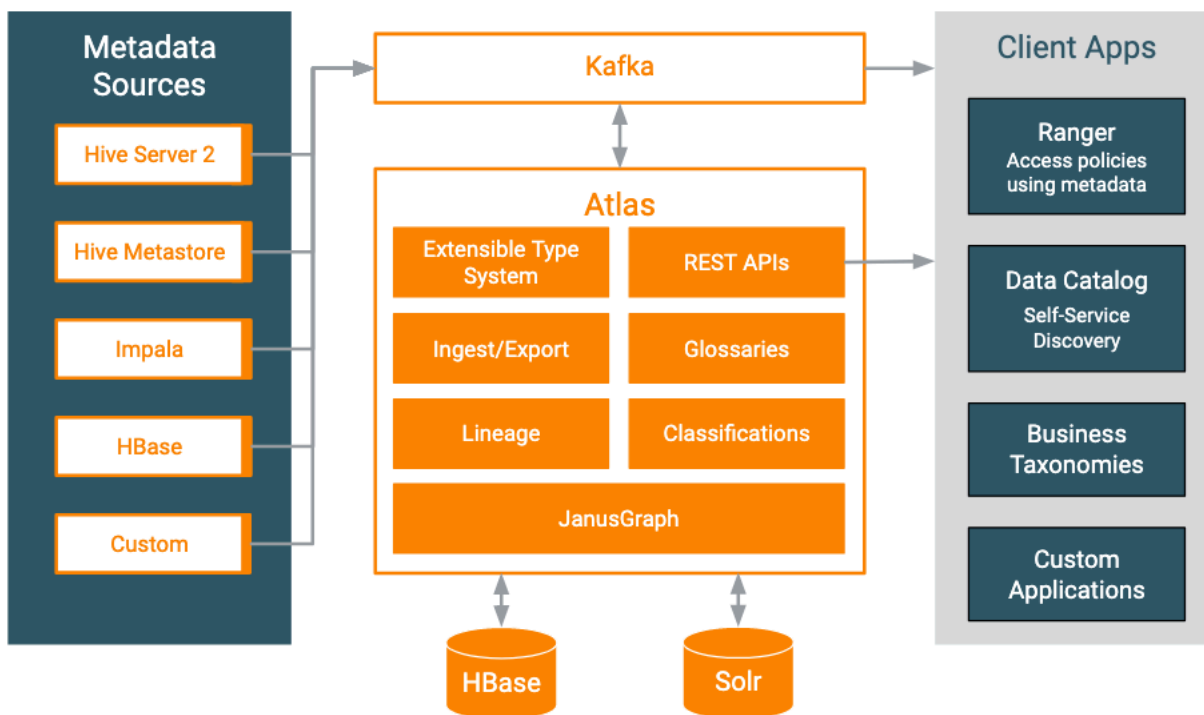 Metadata
Sources
Hive Server 2
Hive Metastore
Impala
HBase
Custom
Kafka
Atlas
Extensible Type
System
REST APIs
Ingest/Export
Glossaries
Lineage
Classifications
JanusGraph
HBase
Solr
Client Apps
Ranger
Access policies
using metadata
Data Catalog
Self-Service
Discovery
Business
Taxonomies
Custom
Applications